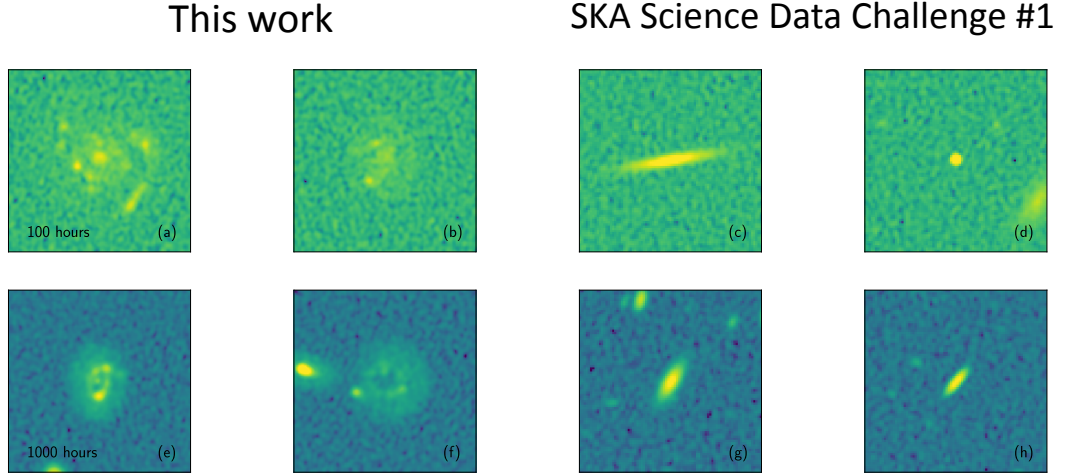 This work
SKA Science Data Challenge #1
100 hours
(a)
(b)
(c)
(d)
1000 hours
(e)
(f)
(g)
(h)